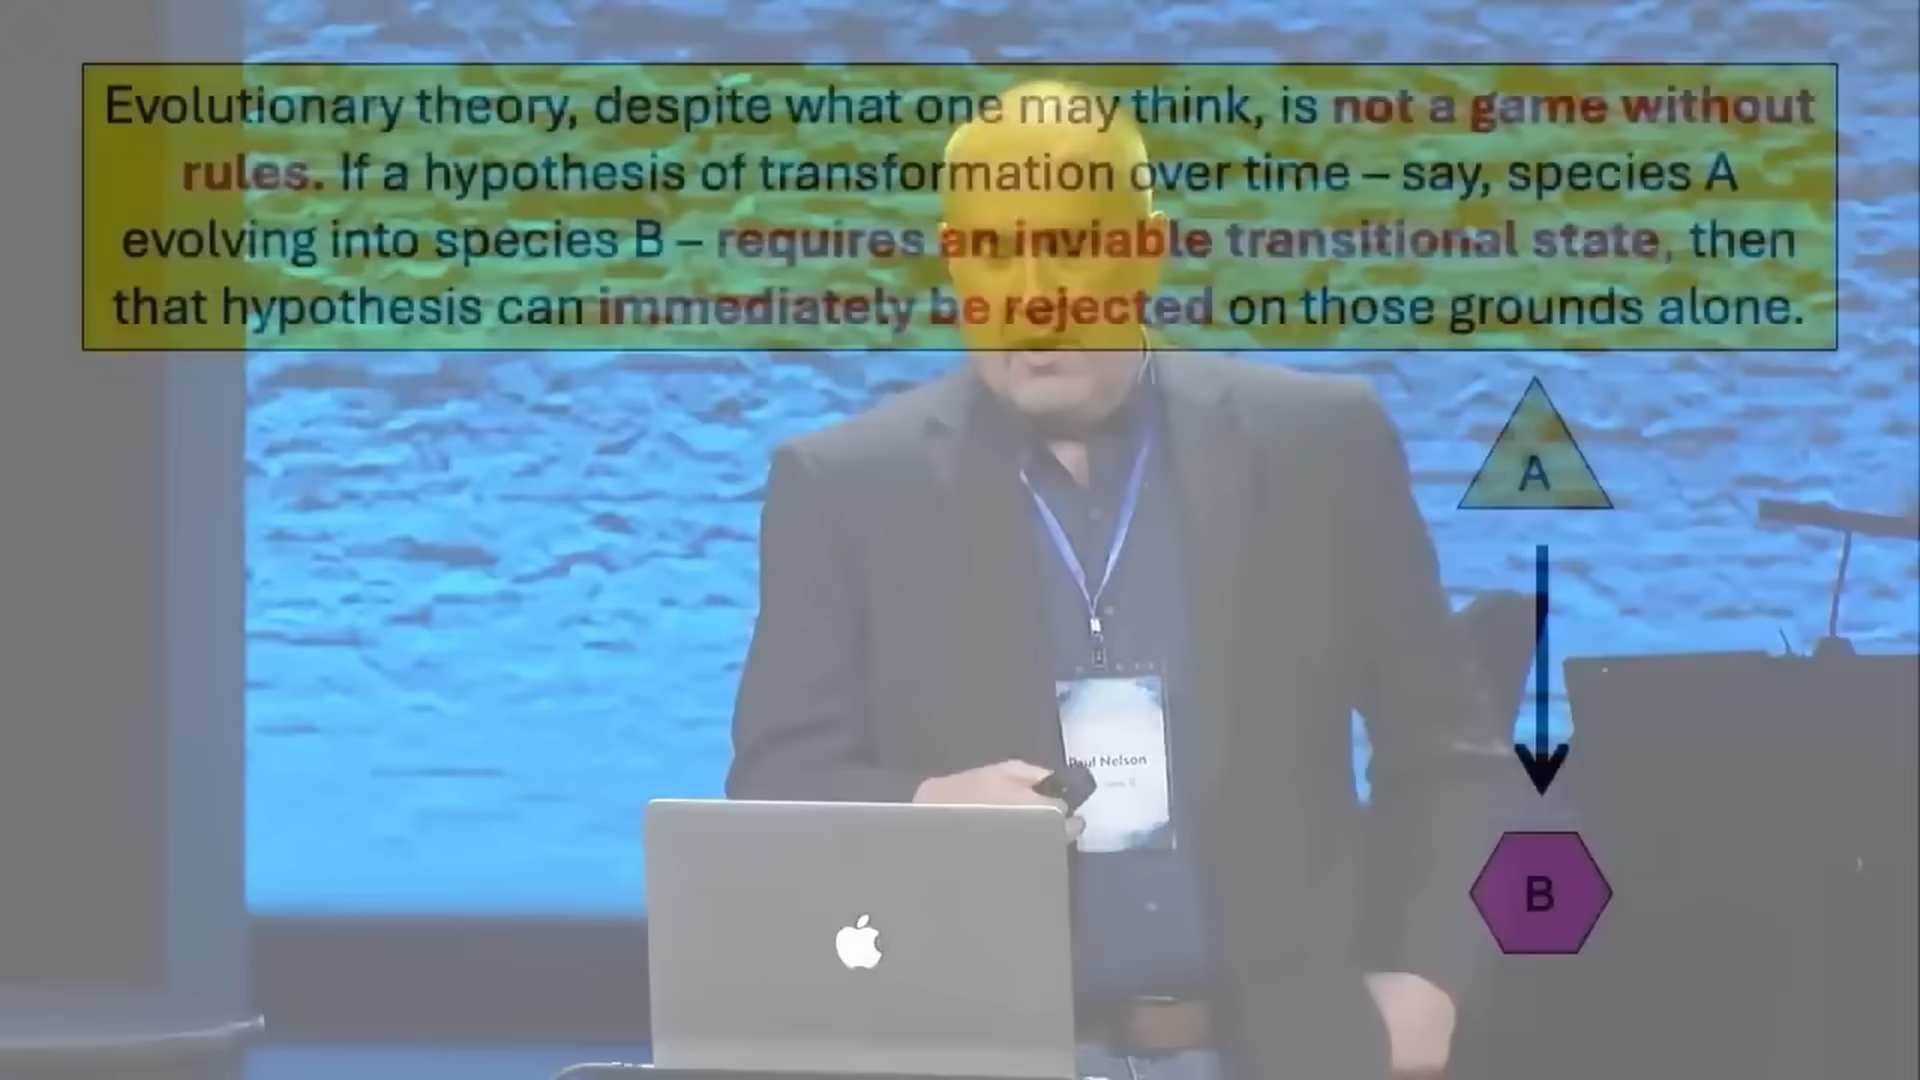 Evolutionary theory, despite what one may think, is not a game without
rules. If a hypothesis of transformation over time – say, species A
evolving into species B – requires an inviable transitional state, then
that hypothesis can immediately be rejected on those grounds alone.
A
Paul Nelson
B